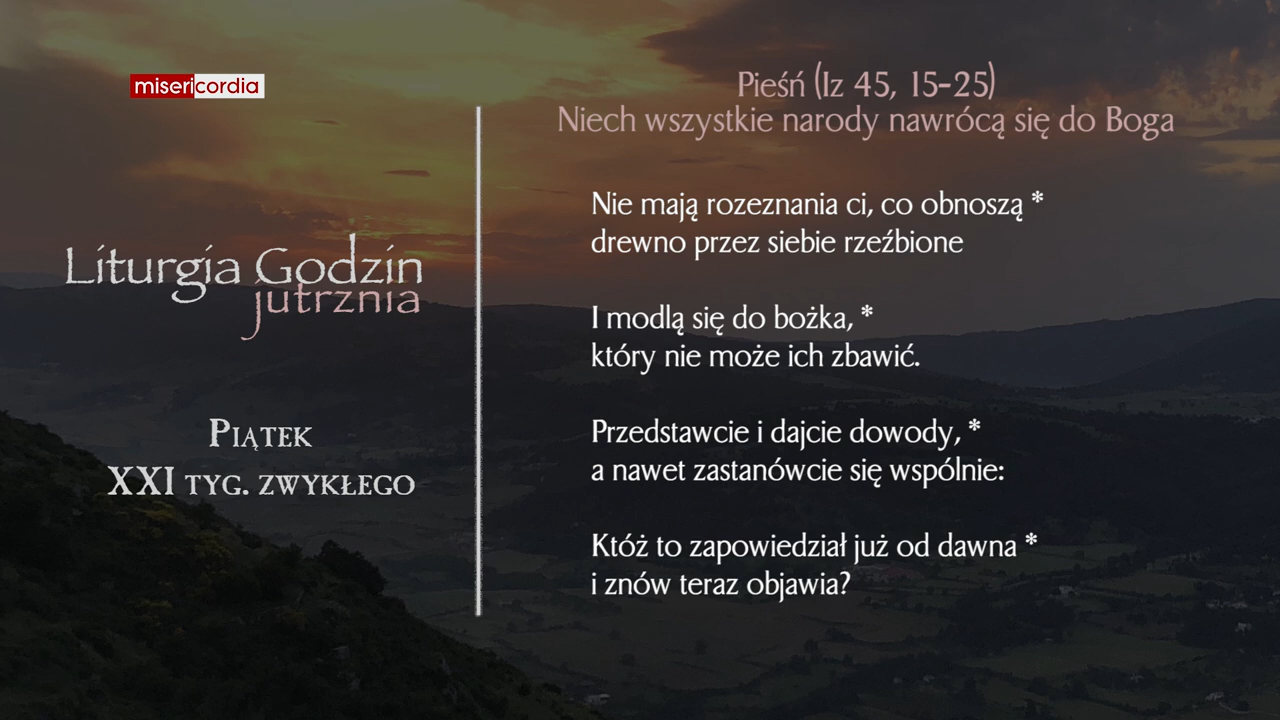 misericordia
Liturgia Godzin
jutrznia
Piątek
XXI tyg. zwykłego
Pieśń (Iz 45, 15-25)
Niech wszystkie narody nawrócą się do Boga
Nie mają rozeznania ci, co obnoszą *
drewno przez siebie rzeźbione
I modlą się do bożka, *
który nie może ich zbawić.
Przedstawcie i dajcie dowody, *
a nawet zastanówcie się wspólnie:
Któż to zapowiedział już od dawna *
i znów teraz objawia?